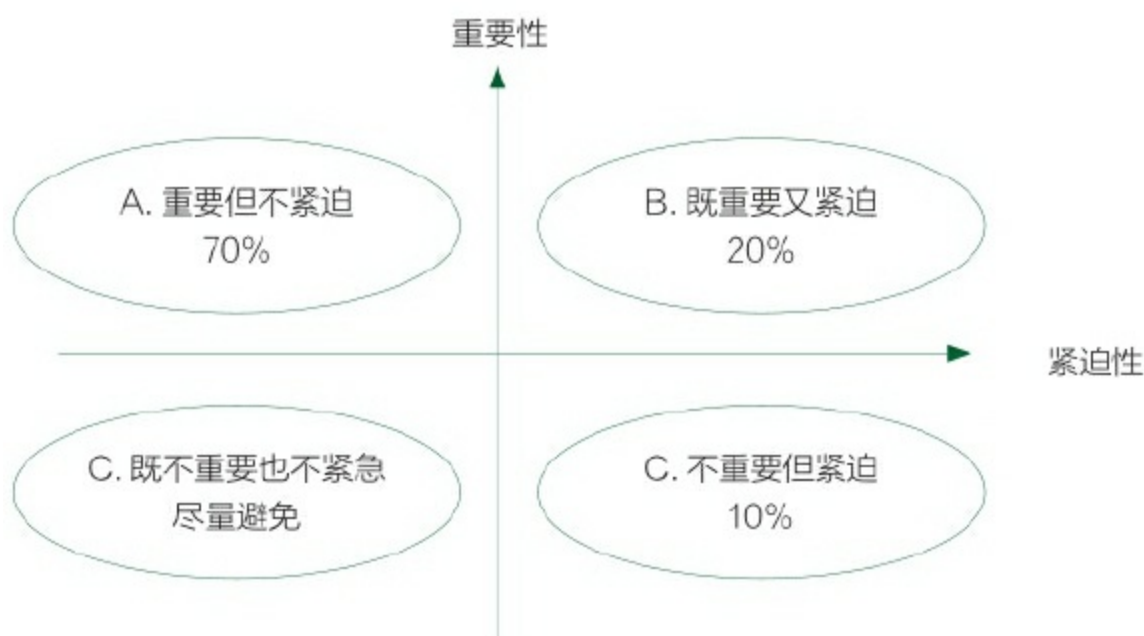 重要性
A. 重要但不紧迫
70%
B. 既重要又紧迫
20%
紧迫性
C. 既不重要也不紧急
尽量避免
C. 不重要但紧迫
10%